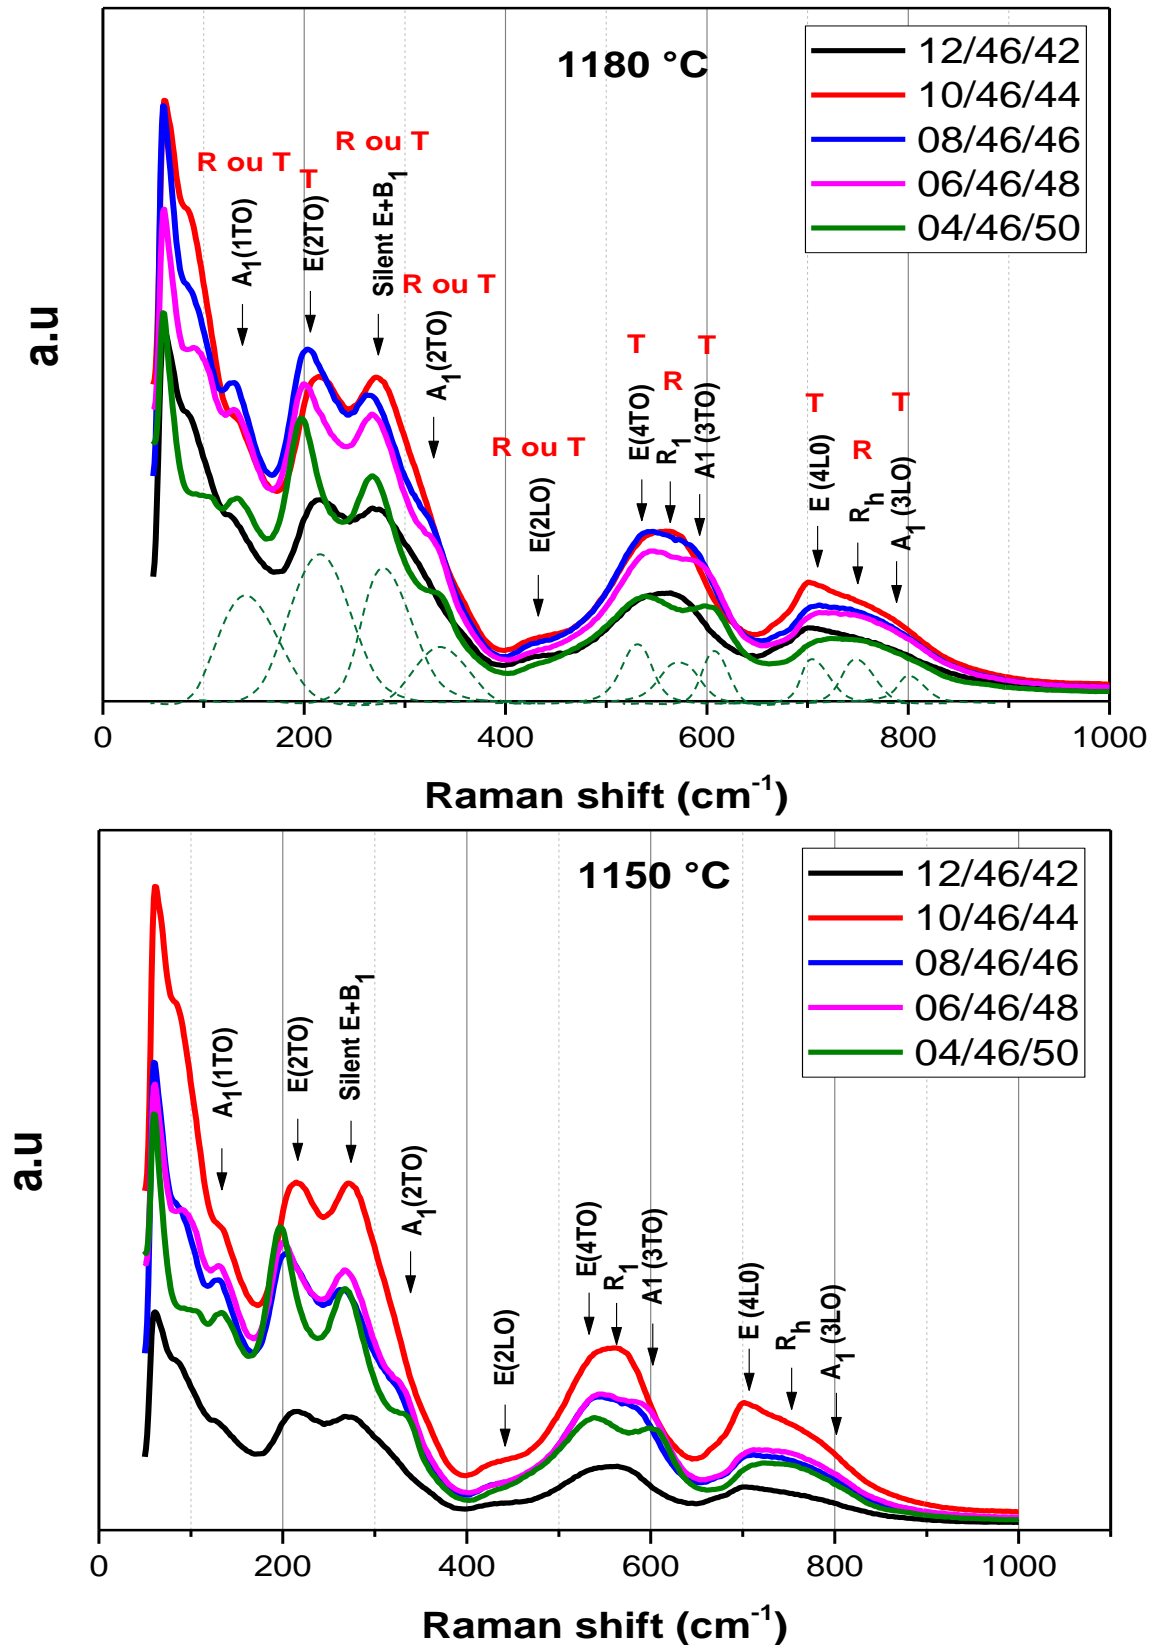 1180 °C
12/46/42
10/46/44
08/46/46
06/46/48
04/46/50
R ou T
T
R ou T
R ou T
R ou T
T
R
T
T
R
T
A1(1TO)
E(2TO)
Silent E+B1
A1(2TO)
E(2LO)
E(4TO)
R1
A1 (3TO)
E (4L0)
Rh
A1 (3LO)
a.u
0 200 400 600 800 1000
Raman shift (cm-1)
1150 °C
12/46/42
10/46/44
08/46/46
06/46/48
04/46/50
A1(1TO)
E(2TO)
Silent E+B1
A1(2TO)
E(2LO)
E(4TO)
R1
A1 (3TO)
E (4L0)
Rh
A1 (3LO)
a.u
0 200 400 600 800 1000
Raman shift (cm-1)